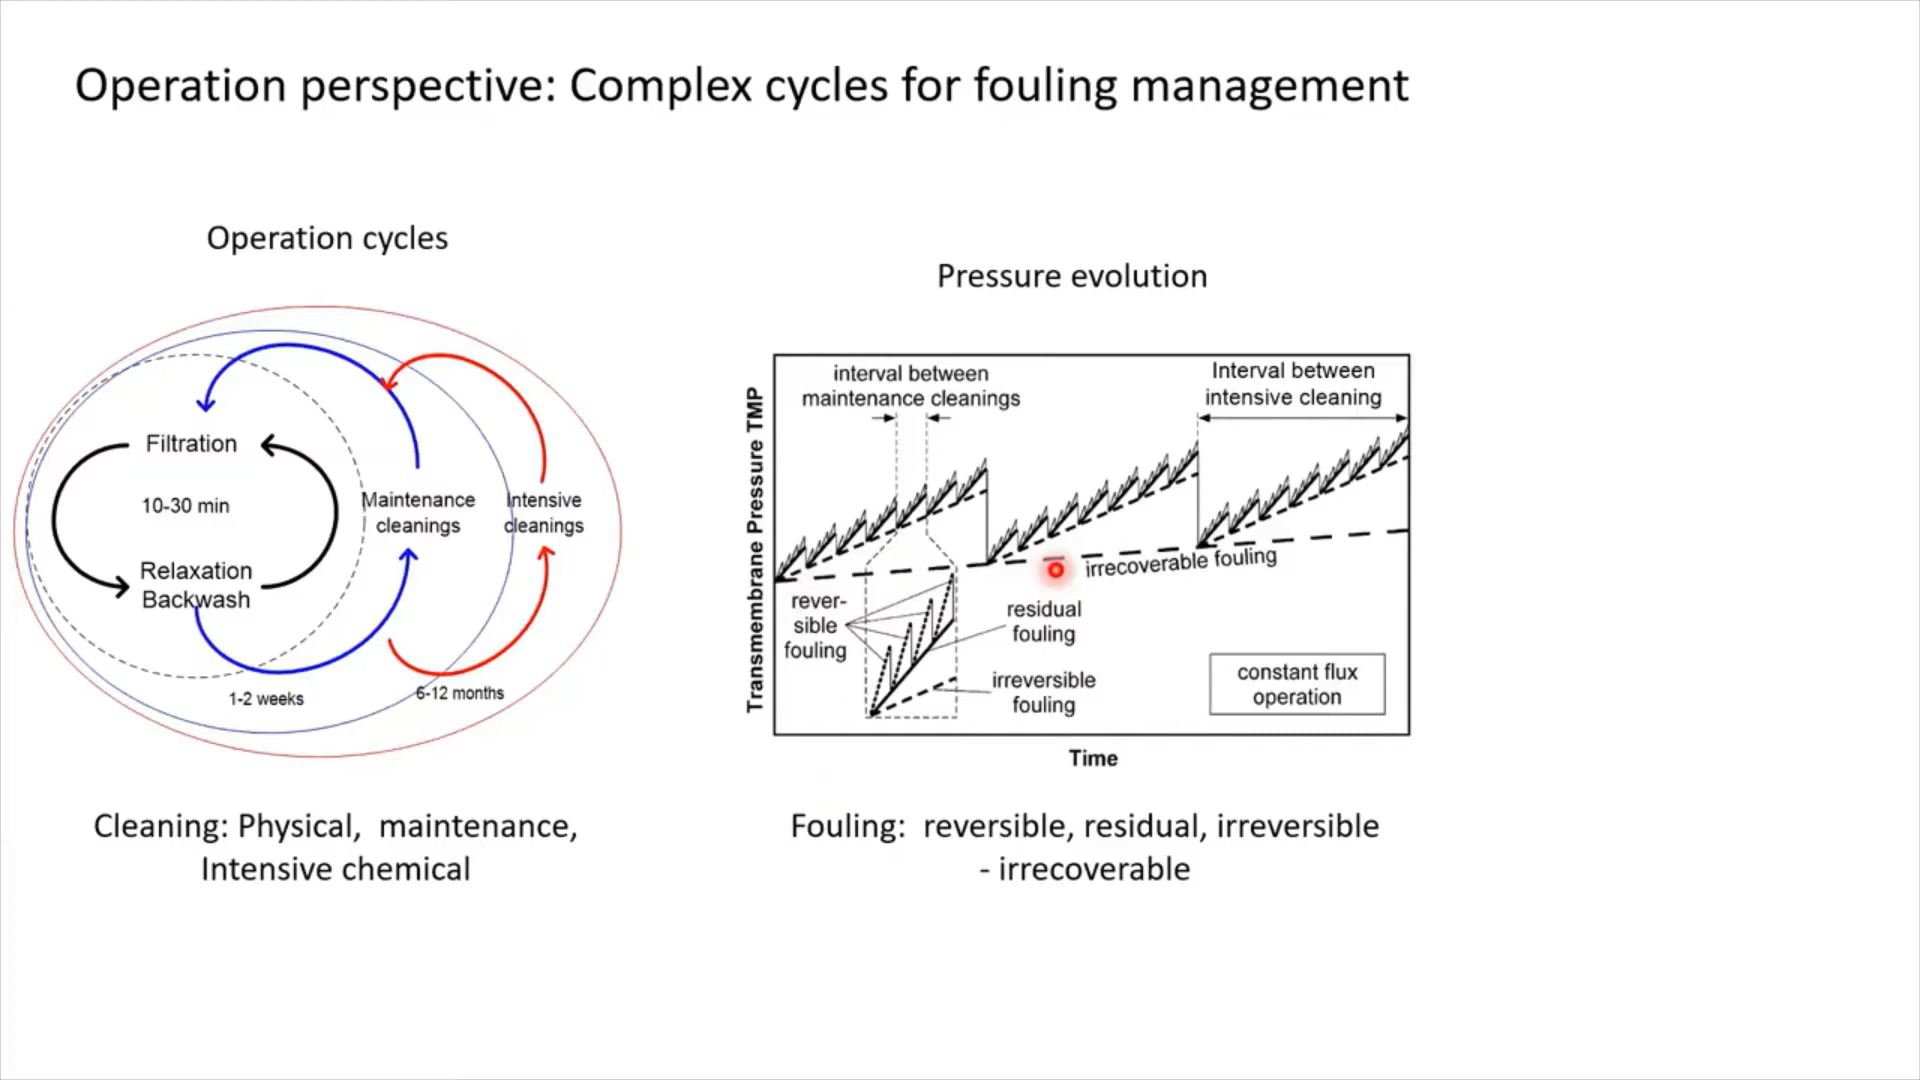 Operation perspective: Complex cycles for fouling management
Operation cycles
Filtration
10-30 min
Relaxation
Backwash
Maintenance
cleanings
Intensive
cleanings
1-2 weeks
6-12 months
Cleaning: Physical, maintenance,
Intensive chemical
Pressure evolution
Transmembrane Pressure TMP
interval between
maintenance cleanings
Interval between
intensive cleaning
irrecoverable fouling
rever-
sible
fouling
residual
fouling
irreversible
fouling
constant flux
operation
Time
Fouling: reversible, residual, irreversible
- irrecoverable